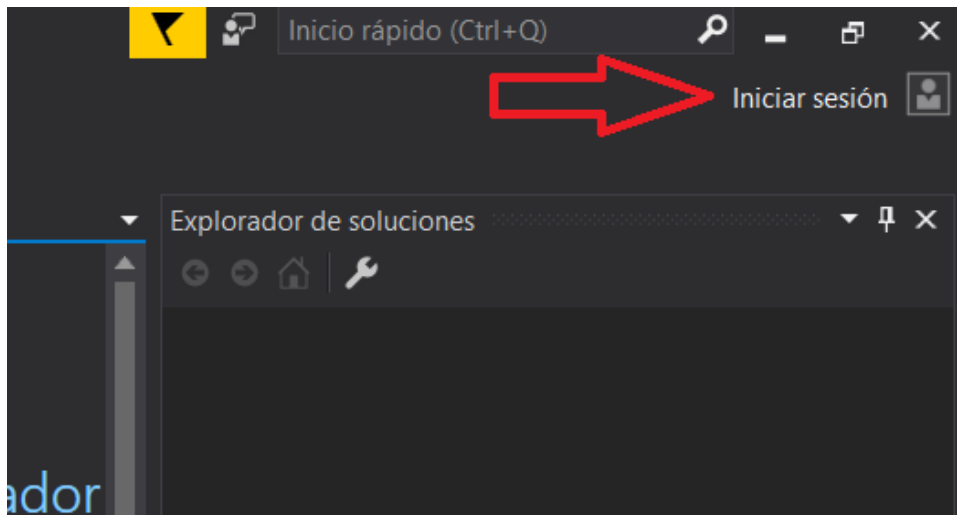 Inicio rápido (Ctrl+Q)
Iniciar sesión
Explorador de soluciones
ador